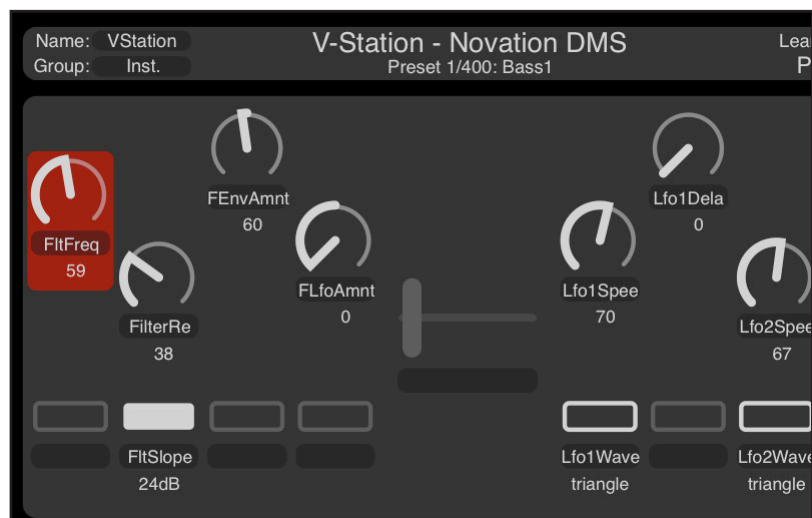 Name: VStation
Group: Inst.
V-Station - Novation DMS
Preset 1/400: Bass1
Lea
P
FltFreq
59
FilterRe
38
FEnvAmnt
60
FLfoAmnt
0
Lfo1Spee
70
Lfo1Dela
0
Lfo2Spee
67
FltSlope
24dB
Lfo1Wave
triangle
Lfo2Wave
triangle